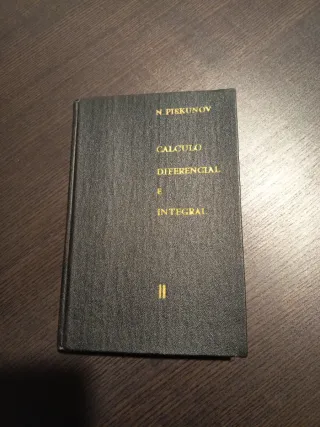 N PISKUNOV
CALCULO
DIFERENCIAL
E
INTEGRAL
II